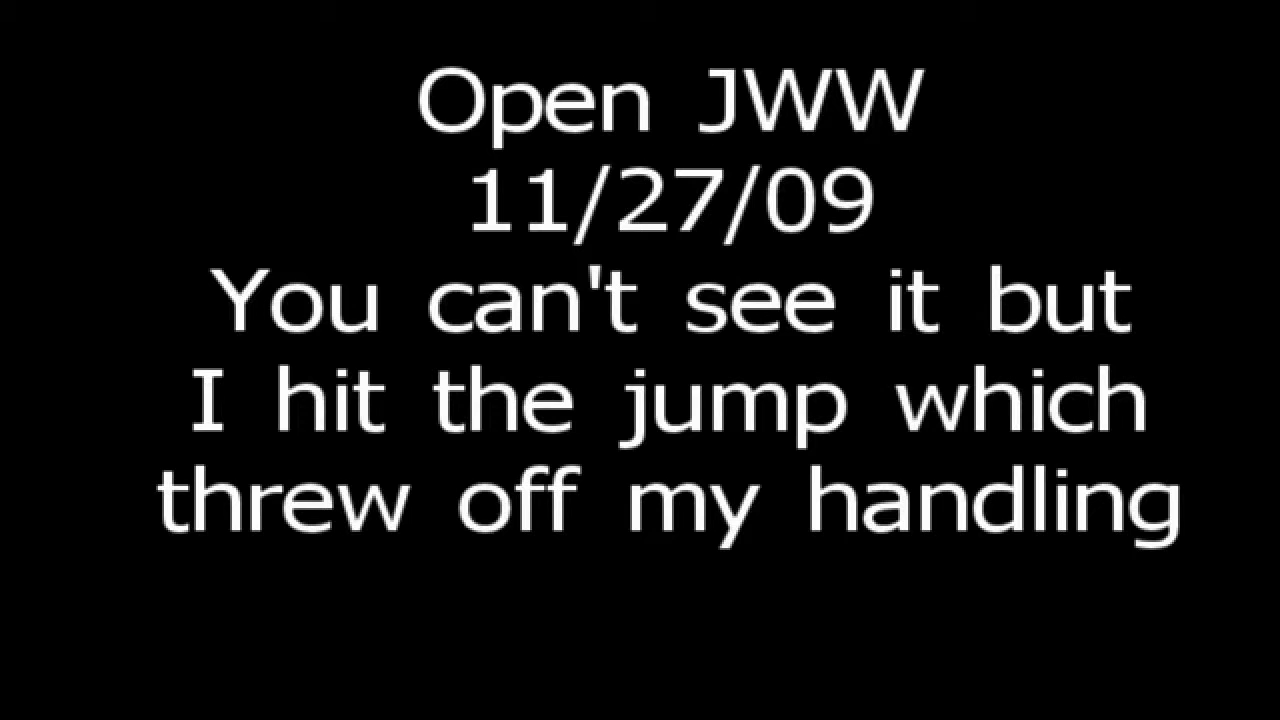 Open JWW
11/27/09
You can't see it but
I hit the jump which
threw off my handling